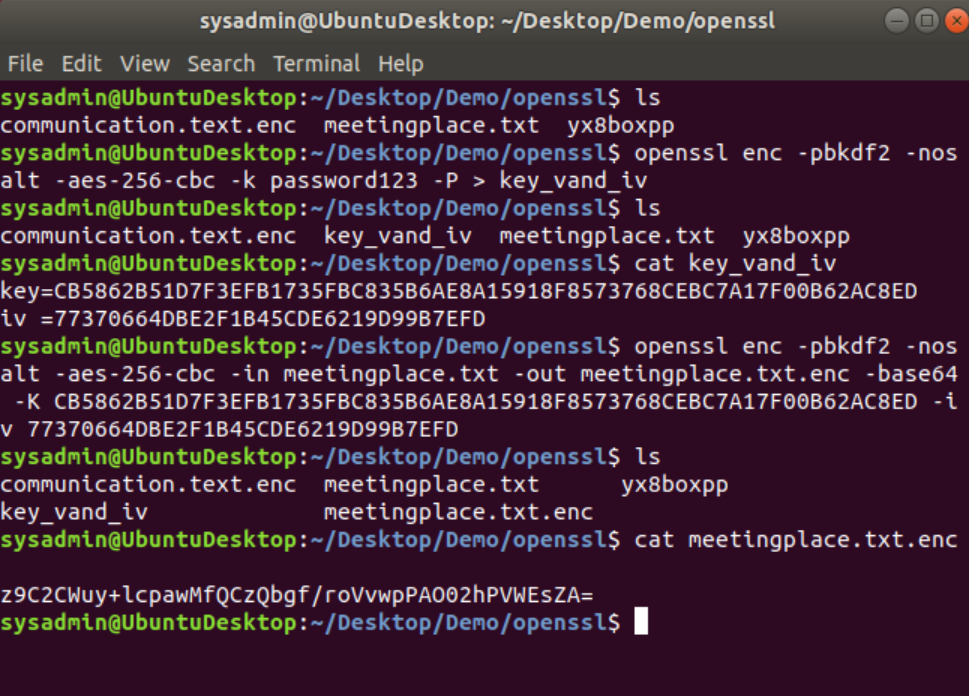 sysadmin@UbuntuDesktop: ~/Desktop/Demo/openssl
File Edit View Search Terminal Help
sysadmin@UbuntuDesktop:~/Desktop/Demo/openssl$ ls
communication.text.enc  meetingplace.txt  yx8boxpp
sysadmin@UbuntuDesktop:~/Desktop/Demo/openssl$ openssl enc -pbkdf2 -nos
alt -aes-256-cbc -k password123 -P > key_vand_iv
sysadmin@UbuntuDesktop:~/Desktop/Demo/openssl$ ls
communication.text.enc  key_vand_iv  meetingplace.txt  yx8boxpp
sysadmin@UbuntuDesktop:~/Desktop/Demo/openssl$ cat key_vand_iv
key=CB5862B51D7F3EFB1735FBC835B6AE8A15918F8573768CEBC7A17F00B62AC8ED
iv =77370664DBE2F1B45CDE6219D99B7EFD
sysadmin@UbuntuDesktop:~/Desktop/Demo/openssl$ openssl enc -pbkdf2 -nos
alt -aes-256-cbc -in meetingplace.txt -out meetingplace.txt.enc -base64
 -K CB5862B51D7F3EFB1735FBC835B6AE8A15918F8573768CEBC7A17F00B62AC8ED -i
v 77370664DBE2F1B45CDE6219D99B7EFD
sysadmin@UbuntuDesktop:~/Desktop/Demo/openssl$ ls
communication.text.enc  meetingplace.txt      yx8boxpp
key_vand_iv             meetingplace.txt.enc
sysadmin@UbuntuDesktop:~/Desktop/Demo/openssl$ cat meetingplace.txt.enc
z9C2CWuy+lcpawMfQCzQbgf/roVvwpPAO02hPVWEsZA=
sysadmin@UbuntuDesktop:~/Desktop/Demo/openssl$